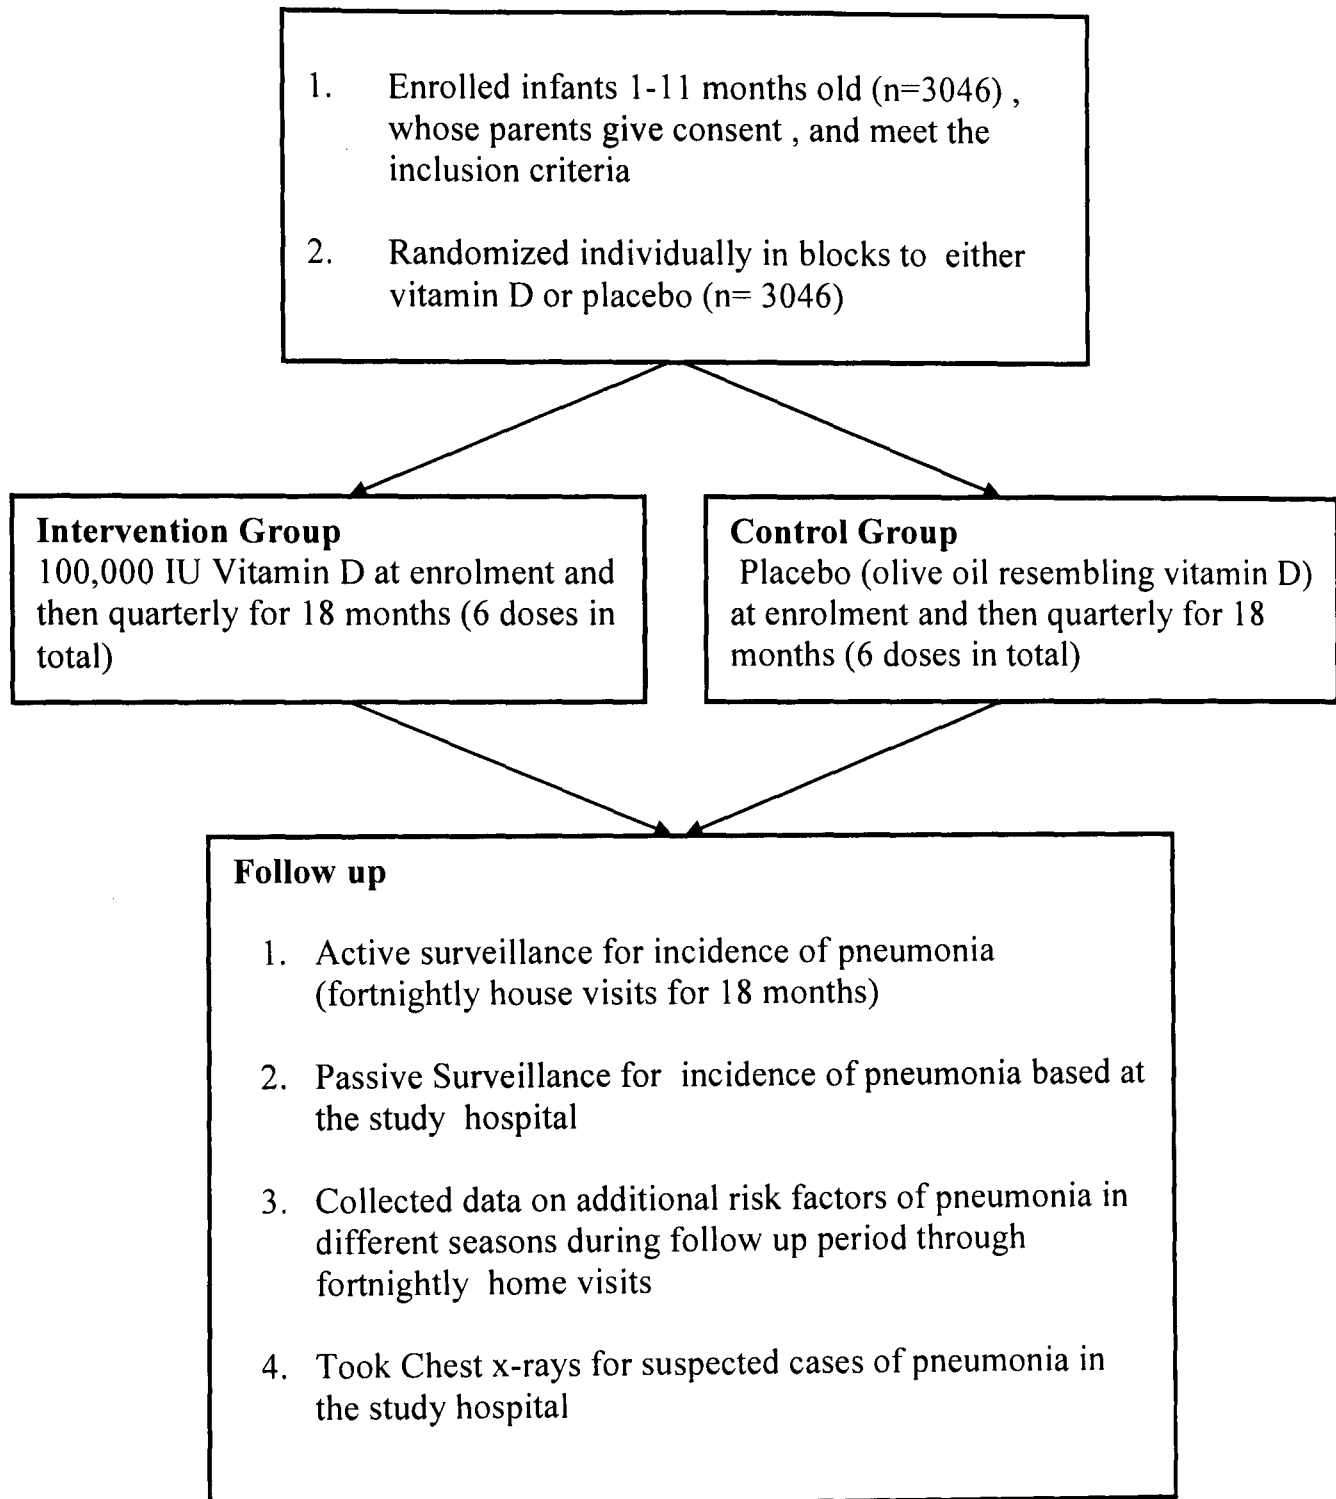 1. Enrolled infants 1-11 months old (n=3046) ,
whose parents give consent , and meet the
inclusion criteria
2. Randomized individually in blocks to either
vitamin D or placebo (n= 3046)
Intervention Group
100,000 IU Vitamin D at enrolment and
then quarterly for 18 months (6 doses in
total)
Control Group
Placebo (olive oil resembling vitamin D)
at enrolment and then quarterly for 18
months (6 doses in total)
Follow up
1. Active surveillance for incidence of pneumonia
(fortnightly house visits for 18 months)
2. Passive Surveillance for incidence of pneumonia based at
the study hospital
3. Collected data on additional risk factors of pneumonia in
different seasons during follow up period through
fortnightly home visits
4. Took Chest x-rays for suspected cases of pneumonia in
the study hospital